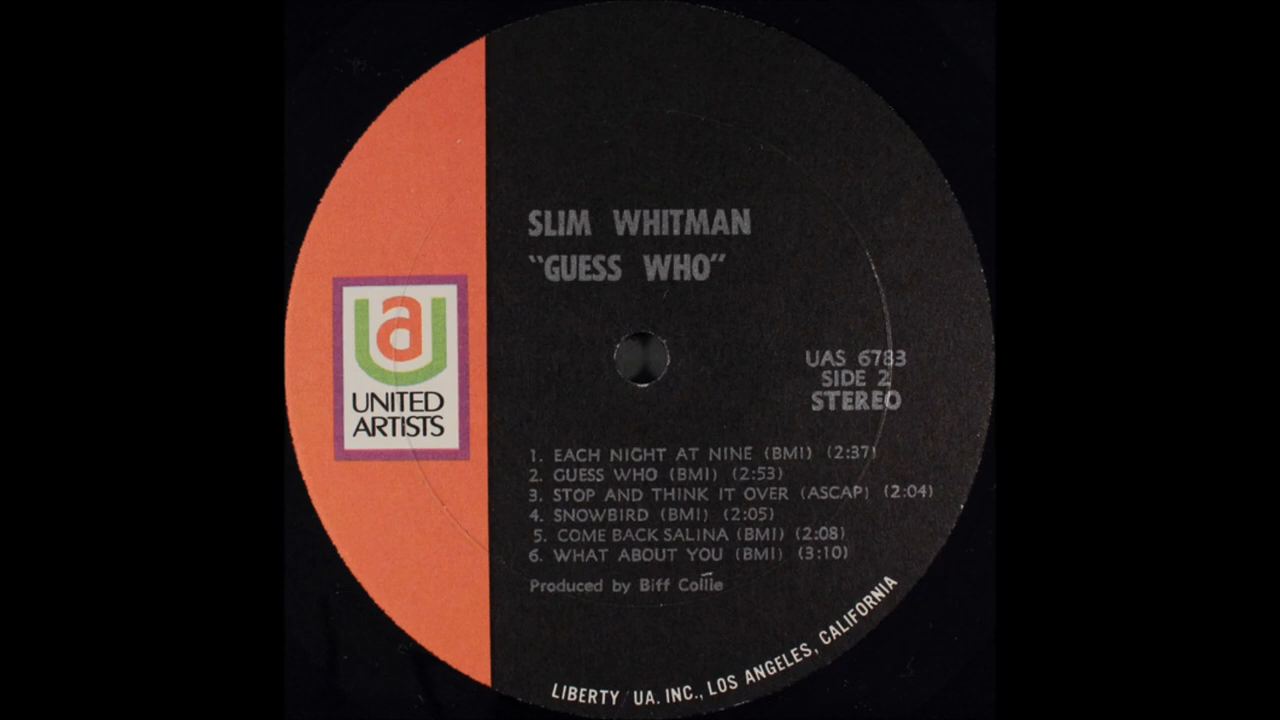 SLIM WHITMAN
"GUESS WHO"
ua
UNITED
ARTISTS
UAS 6783
SIDE 2
STEREO
1. EACH NIGHT AT NINE (BMI) (2:37)
2. GUESS WHO (BMI) (2:53)
3. STOP AND THINK IT OVER (ASCAP) (2:04)
4. SNOWBIRD (BMI) (2:05)
5. COME BACK SALINA (BMI) (2:08)
6. WHAT ABOUT YOU (BMI) (3:10)
Produced by Biff Collie
LIBERTY/UA. INC., LOS ANGELES, CALIFORNIA